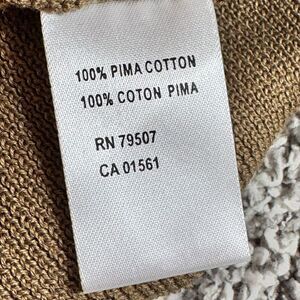 100% PIMA COTTON
100% COTON PIMA
RN 79507
CA 01561